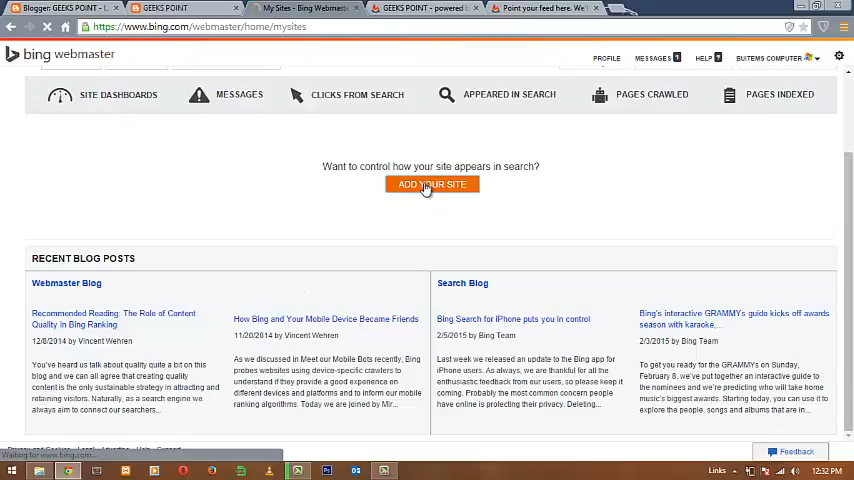 Blogger: GEEKS POINT - L
GEEKS POINT
My Sites - Bing Webmaste
GEEKS POINT - powered b
Point your feed here. We'l
https://www.bing.com/webmaster/home/mysites
bing webmaster
PROFILE
MESSAGES 1
HELP ?
BUITEMS COMPUTER
SITE DASHBOARDS
MESSAGES
CLICKS FROM SEARCH
APPEARED IN SEARCH
PAGES CRAWLED
PAGES INDEXED
Want to control how your site appears in search?
ADD YOUR SITE
RECENT BLOG POSTS
Webmaster Blog
Recommended Reading: The Role of Content
Quality in Bing Ranking
12/8/2014 by Vincent Wehren
You've heard us talk about quality quite a bit on this
blog and we can all agree that creating quality
content is the only sustainable strategy in attracting
and retaining visitors. Naturally, as a search engine
we always aim to connect our searchers...
How Bing and Your Mobile Device Became Friends
11/20/2014 by Vincent Wehren
As we discussed in Meet our Mobile Bots recently, Bing
probes websites using device-specific crawlers to
understand if they provide a good experience on
different devices and platforms and to inform our mobile
ranking algorithms. Today we are joined by Mir...
Search Blog
Bing Search for iPhone puts you in control
2/5/2015 by Bing Team
Last week we released an update to the Bing app for
iPhone users. As always, we are thankful for all the
enthusiastic feedback from our users, so please keep it
coming. Probably the most common concern people
have online is protecting their privacy. Deleting...
Bing's interactive GRAMMYs guide kicks off awards
season with karaoke,...
2/3/2015 by Bing Team
To get you ready for the GRAMMYs on Sunday,
February 8, we've put together an interactive guide to
the nominees and we're predicting who will take home
music's biggest awards. Starting today, you can use it to
explore the people, songs and albums that are in...
Waiting for www.bing.com...
Feedback
Links
12:32 PM